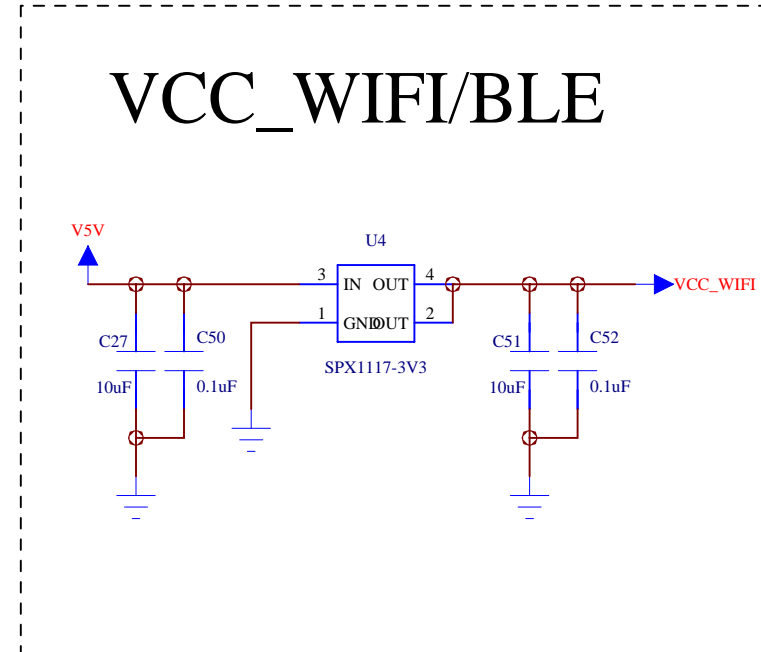 VCC_WIFI/BLE
V5V
U4
3 IN OUT 4
VCC_WIFI
1 GND OUT 2
C27 C50 C51 C52
SPX1117-3V3
10uF 0.1uF 10uF 0.1uF